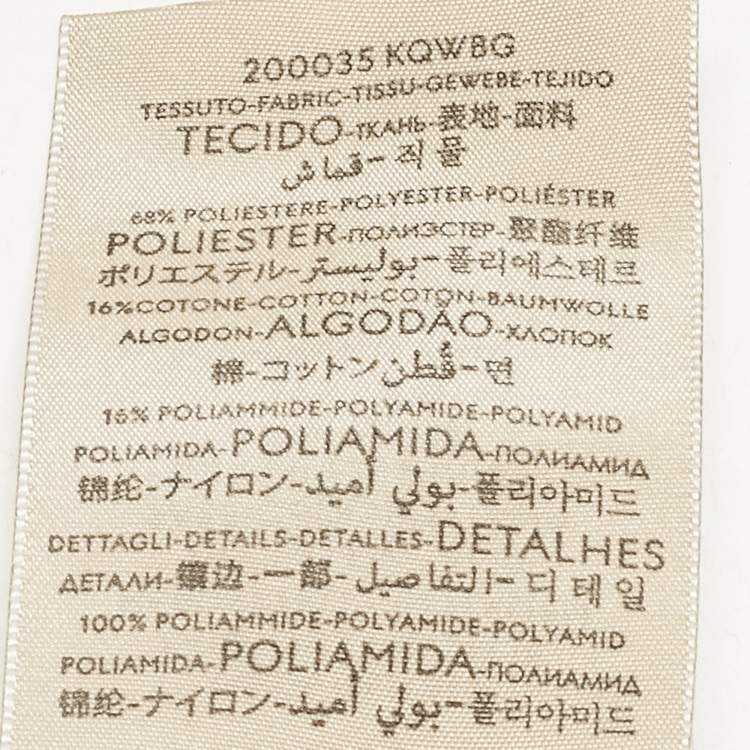 200035 KQWBG
TESSUTO-FABRIC-TISSU-GEWEBE-TEJIDO
TECIDO-ТКАНЬ-表地-面料
قماش-직물
68% POLIESTERE-POLYESTER-POLIÉSTER
POLIESTER-ПОЛИЭСТЕР-聚酯纤维
ポリエステル-بوليستر-폴리에스테르
16%COTONE-COTTON-COTON-BAUMWOLLE
ALGODON-ALGODÃO-ХЛОПОК
棉-コットン-قُطن-면
16% POLIAMMIDE-POLYAMIDE-POLYAMID
POLIAMIDA-POLIAMIDA-ПОЛИАМИД
锦纶-ナイロン-بولي أميد-폴리아미드
DETTAGLI-DETAILS-DETALLES-DETALHES
ДЕТАЛИ-镶边-一部-التفاصيل-디테일
100% POLIAMMIDE-POLYAMIDE-POLYAMID
POLIAMIDA-POLIAMIDA-ПОЛИАМИД
锦纶-ナイロン-بولي أميد-폴리아미드